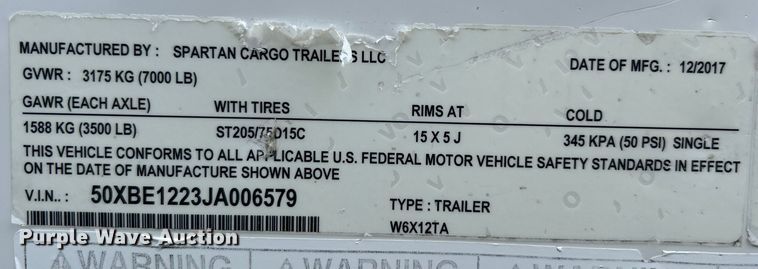 MANUFACTURED BY : SPARTAN CARGO TRAILERS LLC
DATE OF MFG. : 12/2017
GVWR : 3175 KG (7000 LB)
GAWR (EACH AXLE) WITH TIRES RIMS AT COLD
1588 KG (3500 LB) ST205/75D15C 15 X 5 J 345 KPA (50 PSI) SINGLE
THIS VEHICLE CONFORMS TO ALL APPLICABLE U.S. FEDERAL MOTOR VEHICLE SAFETY STANDARDS IN EFFECT
ON THE DATE OF MANUFACTURE SHOWN ABOVE
V.I.N.. : 50XBE1223JA006579
TYPE : TRAILER
W6X12TA
Purple Wave Auction
WARNING WARNING WARNING